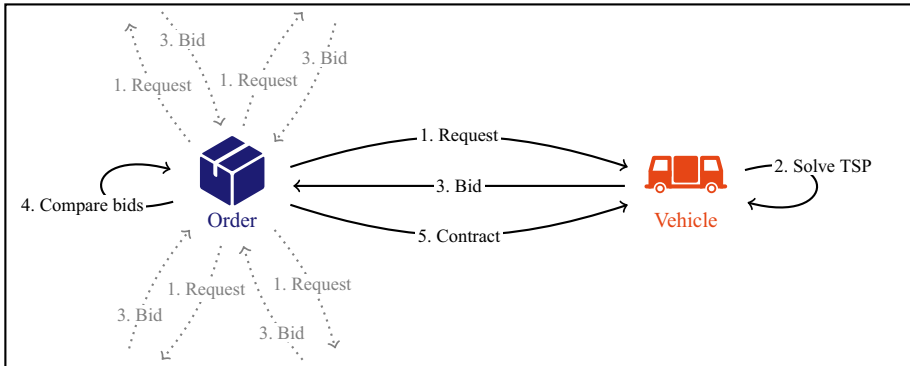 3. Bid
3. Bid
1. Request
1. Request
1. Request
2. Solve TSP
3. Bid
4. Compare bids
Order
Vehicle
5. Contract
1. Request
1. Request
3. Bid
3. Bid